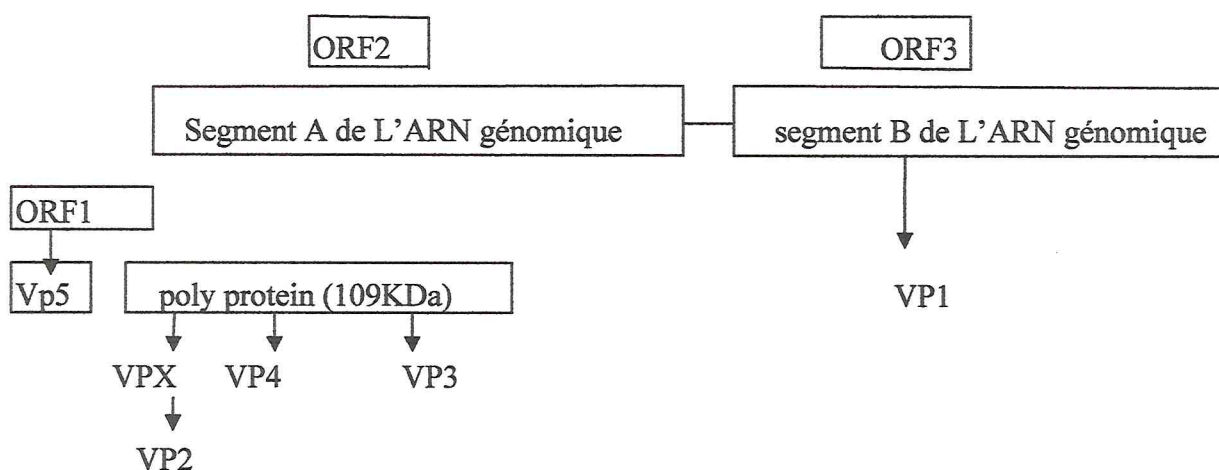 ORF2 ORF3
Segment A de L'ARN génomique segment B de L'ARN génomique
ORF1
Vp5 poly protein (109KDa) VP1
VPX VP4 VP3
VP2